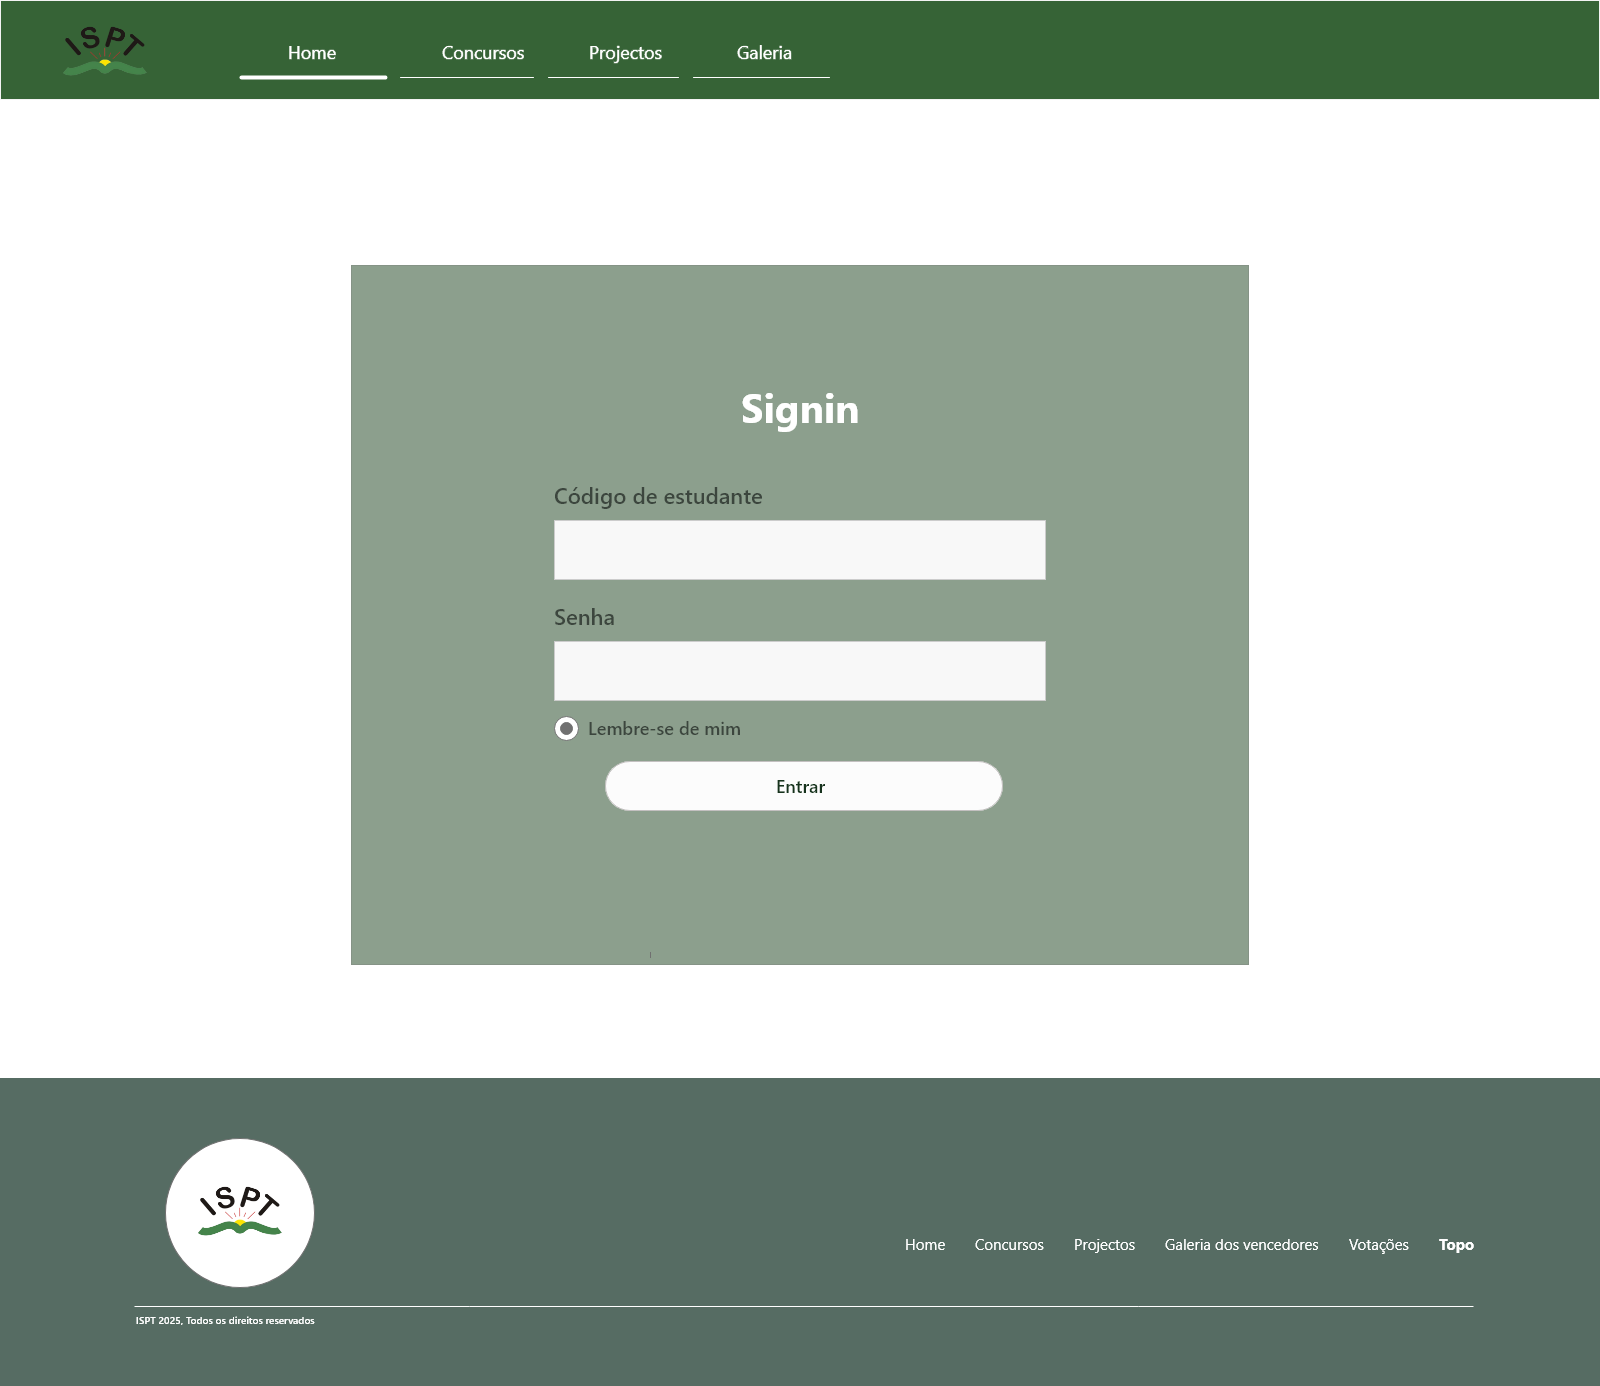 ISPT
Home Concursos Projectos Galeria
Signin
Código de estudante
Senha
Lembre-se de mim
Entrar
ISPT
Home Concursos Projectos Galeria dos vencedores Votações Topo
ISPT 2025, Todos os direitos reservados